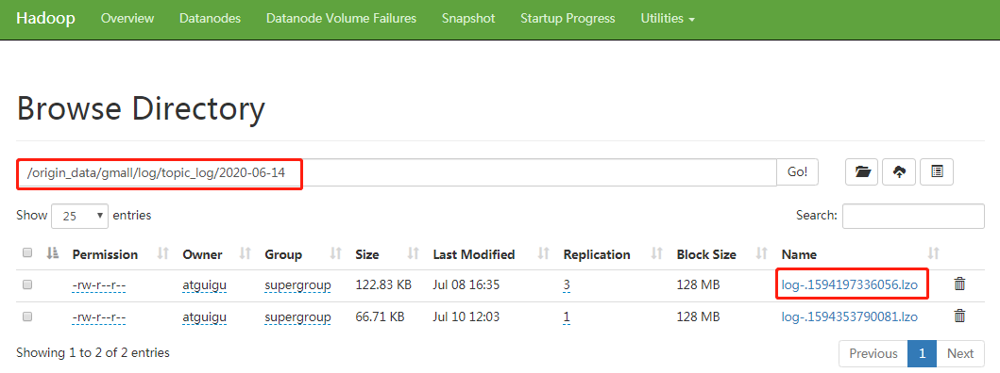 Hadoop Overview Datanodes Datanode Volume Failures Snapshot Startup Progress Utilities
Browse Directory
/origin_data/gmall/log/topic_log/2020-06-14 Go!
Show 25 entries Search:
Permission Owner Group Size Last Modified Replication Block Size Name
-rw-r--r-- atguigu supergroup 122.83 KB Jul 08 16:35 3 128 MB log-.1594197336056.lzo
-rw-r--r-- atguigu supergroup 66.71 KB Jul 10 12:03 1 128 MB log-.1594353790081.lzo
Showing 1 to 2 of 2 entries Previous 1 Next